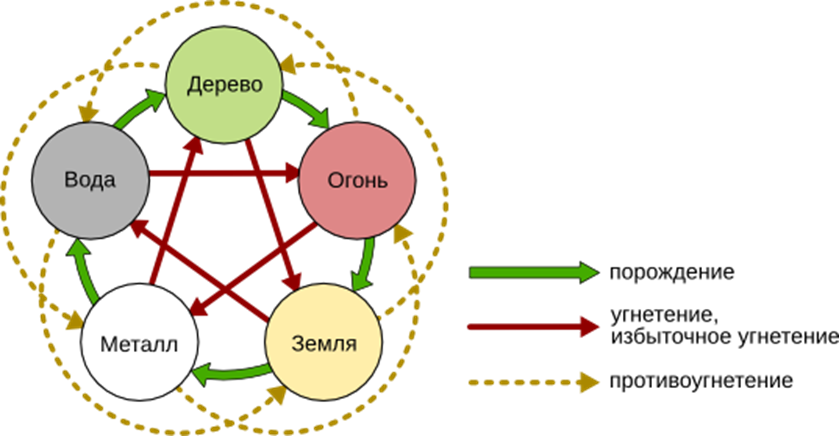 Дерево
Вода
Огонь
Металл
Земля
порождение
угнетение,
избыточное угнетение
противоугнетение